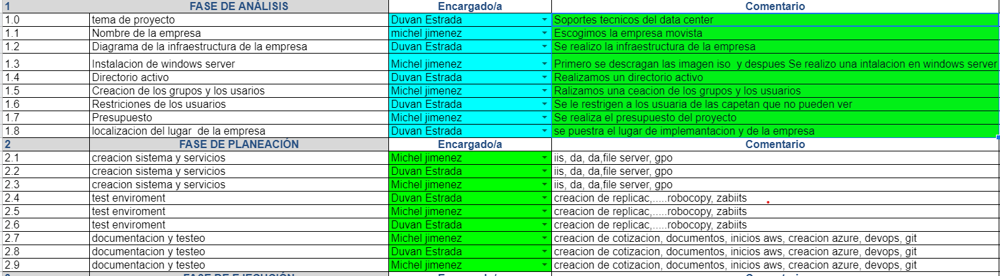 1 FASE DE ANÁLISIS Encargado/a Comentario
1.0 tema de proyecto Duvan Estrada Soportes tecnicos del data center
1.1 Nombre de la empresa michel jimenez Escogimos la empresa movista
1.2 Diagrama de la infraestructura de la empresa Duvan Estrada Se realizo la infraestructura de la empresa
1.3 Instalacion de windows server Michel jimenez Primero se descragan las imagen iso y despues Se realizo una intalacion en windows server
1.4 Directorio activo Duvan Estrada Realizamos un directorio activo
1.5 Creacion de los grupos y los usarios Michel jimenez Ralizamos una ceacion de los grupos y los usuarios
1.6 Restriciones de los usuarios Duvan Estrada Se le restrigen a los usuaria de las capetan que no pueden ver
1.7 Presupuesto Michel jimenez Se realiza el presupuesto del proyecto
1.8 localizacion del lugar de la empresa Duvan Estrada se puestra el lugar de implemantacion y de la empresa
2 FASE DE PLANEACIÓN Encargado/a Comentario
2.1 creacion sistema y servicios Michel jimenez iis, da, da,file server, gpo
2.2 creacion sistema y servicios Duvan Estrada iis, da, da,file server, gpo
2.3 creacion sistema y servicios Michel jimenez iis, da, da,file server, gpo
2.4 test enviroment Duvan Estrada creacion de replicac,.....robocopy, zabiits
2.5 test enviroment Michel jimenez creacion de replicac,.....robocopy, zabiits
2.6 test enviroment Duvan Estrada creacion de replicac,.....robocopy, zabiits
2.7 documentacion y testeo Michel jimenez creacion de cotizacion, documentos, inicios aws, creacion azure, devops, git
2.8 documentacion y testeo Duvan Estrada creacion de cotizacion, documentos, inicios aws, creacion azure, devops, git
2.9 documentacion y testeo Michel jimenez creacion de cotizacion, documentos, inicios aws, creacion azure, devops, git
FASE DE EJECUCIÓN Encargado/a Comentario